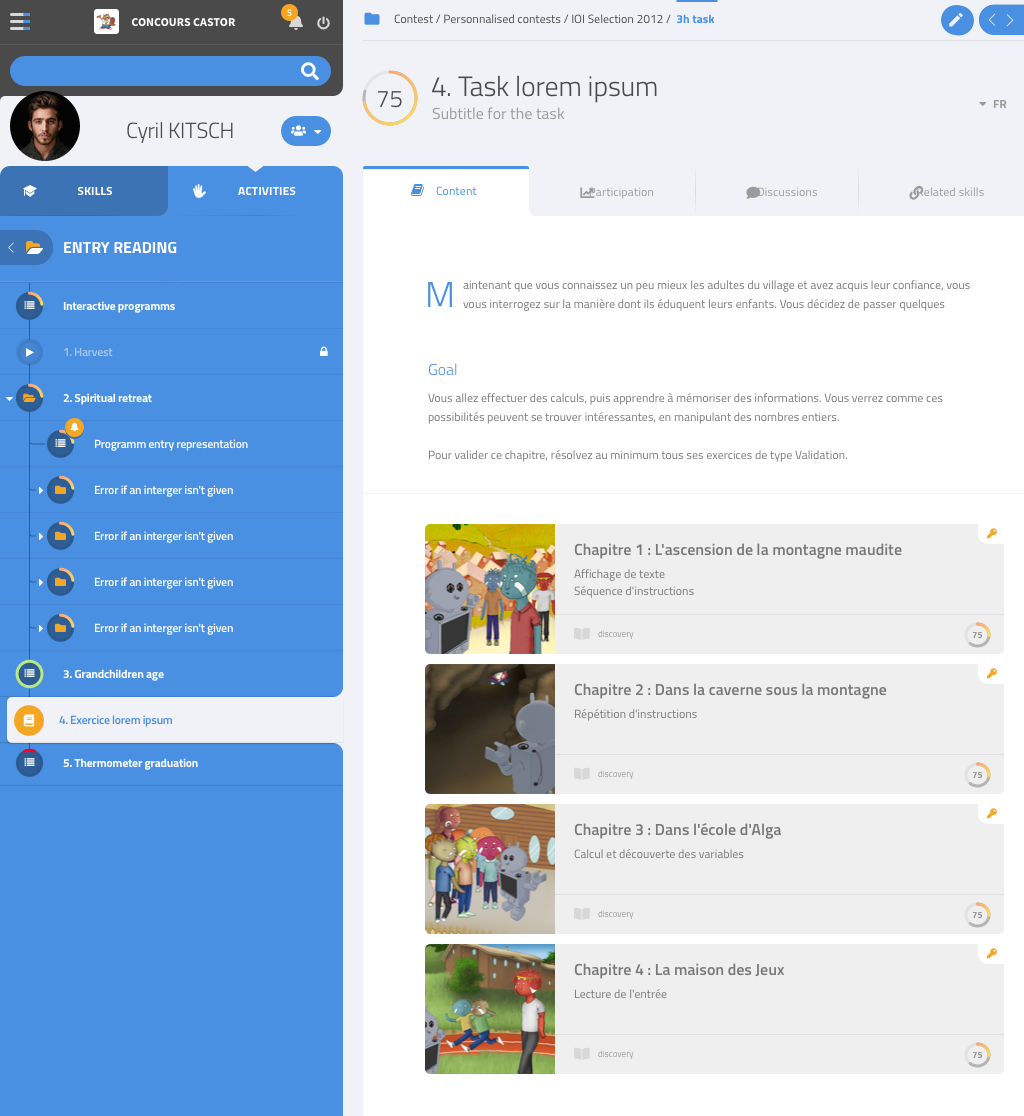 CONCOURS CASTOR
5
Cyril KITSCH
SKILLS
ACTIVITIES
ENTRY READING
Interactive programms
1. Harvest
2. Spiritual retreat
Programm entry representation
Error if an interger isn't given
Error if an interger isn't given
Error if an interger isn't given
Error if an interger isn't given
3. Grandchildren age
4. Exercice lorem ipsum
5. Thermometer graduation
Contest / Personnalised contests / IOI Selection 2012 / 3h task
75
4. Task lorem ipsum
Subtitle for the task
FR
Content
articipation
Discussions
elated skills
Maintenant que vous connaissez un peu mieux les adultes du village et avez acquis leur confiance, vous
vous interrogez sur la manière dont ils éduquent leurs enfants. Vous décidez de passer quelques
Goal
Vous allez effectuer des calculs, puis apprendre à mémoriser des informations. Vous verrez comme ces
possibilités peuvent se trouver intéressantes, en manipulant des nombres entiers.
Pour valider ce chapitre, résolvez au minimum tous ses exercices de type Validation.
Chapitre 1 : L'ascension de la montagne maudite
Affichage de texte
Séquence d'instructions
discovery
75
Chapitre 2 : Dans la caverne sous la montagne
Répétition d'instructions
discovery
75
Chapitre 3 : Dans l'école d'Alga
Calcul et découverte des variables
discovery
75
Chapitre 4 : La maison des Jeux
Lecture de l'entrée
discovery
75